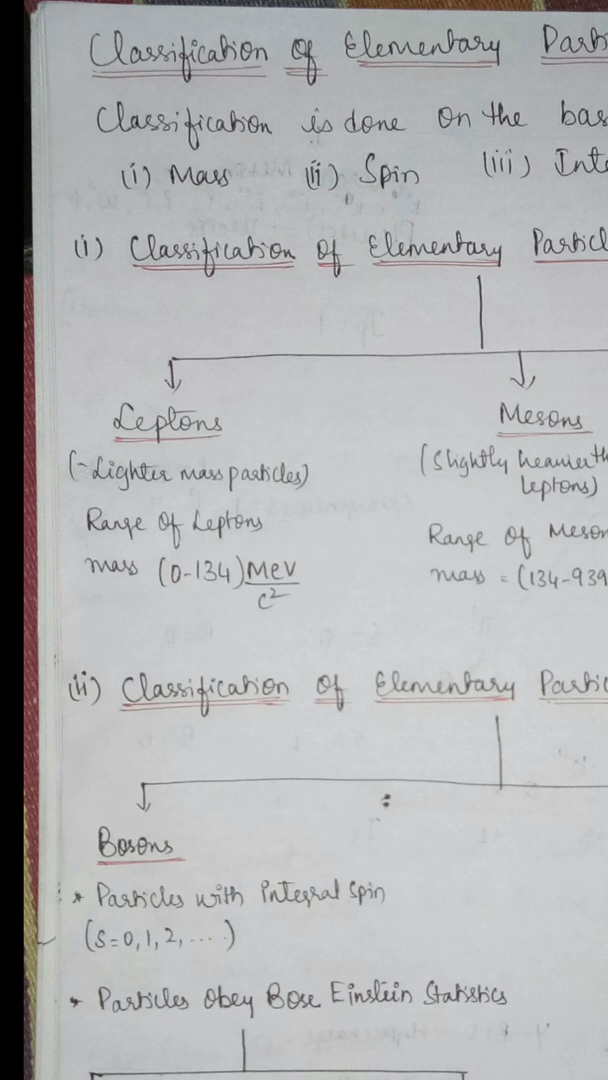 Classification of Elementary Parti
Classification is done on the bas
(i) Mass (ii) Spin (iii) Inte
(i) Classification of Elementary Particl
Leptons
Mesons
(-Lighter mass particles)
(Slightly heavier th
leptons)
Range Of Leptons
Range Of Meson
mass (0-134) MeV/c²
mass = (134-939
(ii) Classification Of Elementary Partic
Bosons
* Particles with integral spin
(S=0,1,2,....)
* Particles Obey Bose Einstein Statistics